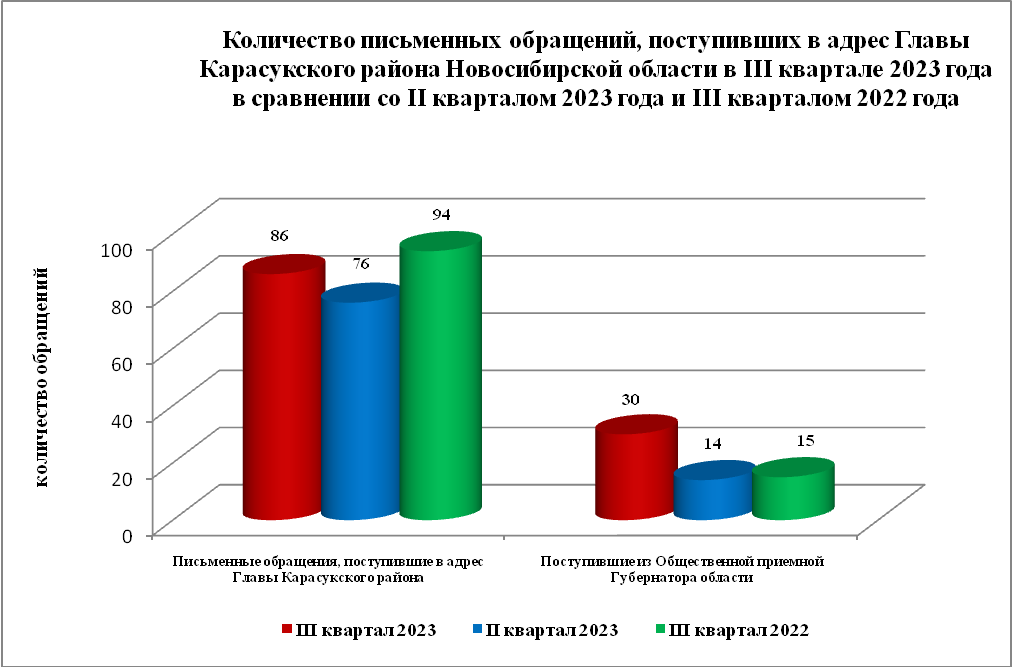 Количество письменных обращений, поступивших в адрес Главы
Карасукского района Новосибирской области в III квартале 2023 года
в сравнении со II кварталом 2023 года и III кварталом 2022 года
количество обращений
100
80
60
40
20
0
86
76
94
30
14
15
Письменные обращения, поступившие в адрес
Главы Карасукского района
Поступившие из Общественной приемной
Губернатора области
III квартал 2023
II квартал 2023
III квартал 2022